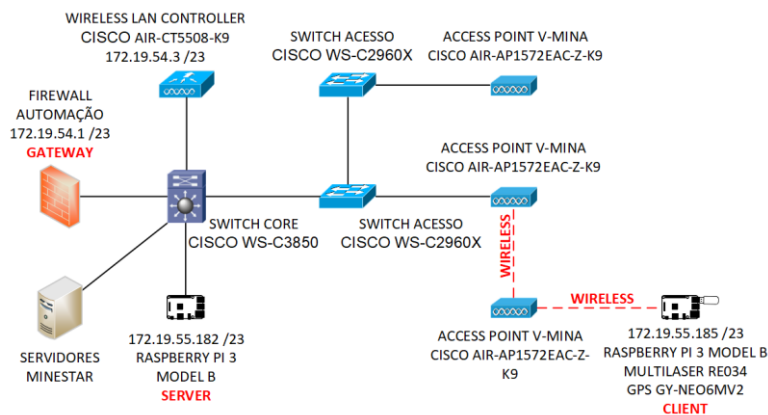 WIRELESS LAN CONTROLLER
CISCO AIR-CT5508-K9
172.19.54.3 /23
SWITCH ACESSO
CISCO WS-C2960X
ACCESS POINT V-MINA
CISCO AIR-AP1572EAC-Z-K9
FIREWALL
AUTOMAÇÃO
172.19.54.1 /23
GATEWAY
ACCESS POINT V-MINA
CISCO AIR-AP1572EAC-Z-K9
SWITCH CORE
CISCO WS-C3850
SWITCH ACESSO
CISCO WS-C2960X
WIRELESS
WIRELESS
SERVIDORES
MINESTAR
172.19.55.182 /23
RASPBERRY PI 3
MODEL B
SERVER
ACCESS POINT V-MINA
CISCO AIR-AP1572EAC-Z-
K9
172.19.55.185 /23
RASPBERRY PI 3 MODEL B
MULTILASER RE034
GPS GY-NEO6MV2
CLIENT